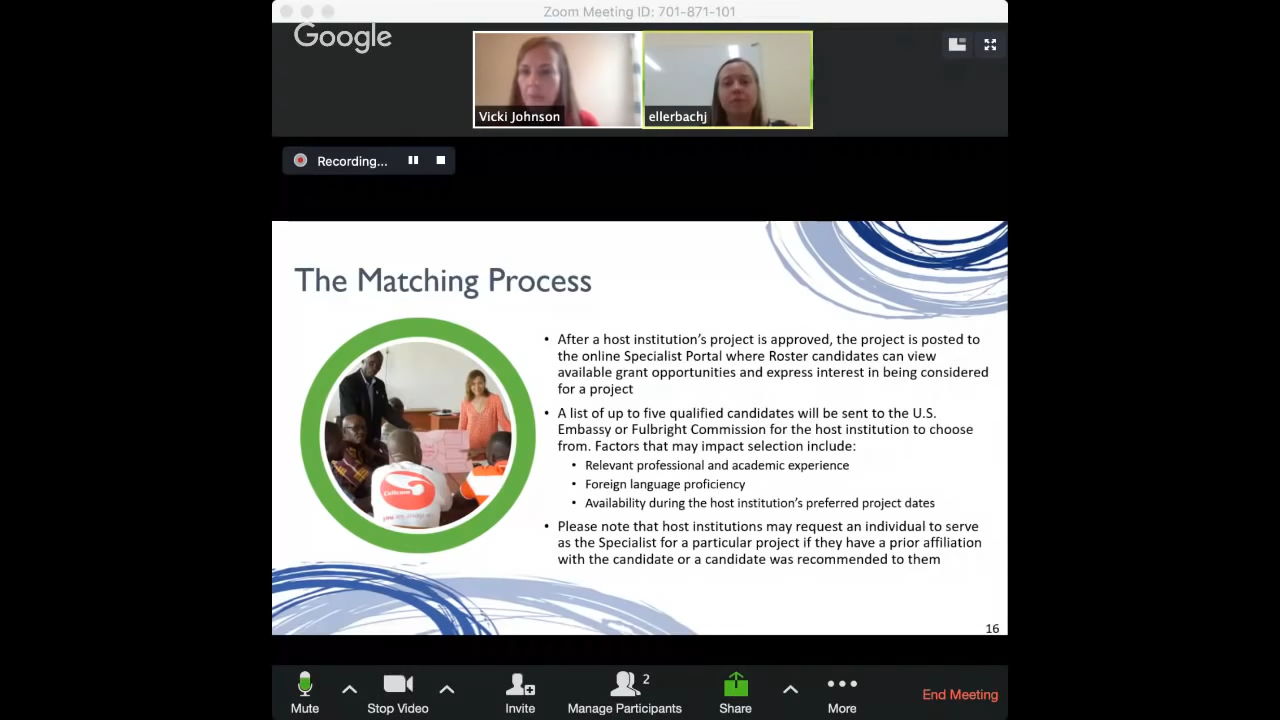 Zoom Meeting ID: 701-871-101
Google
Vicki Johnson
ellerbachj
Recording...
The Matching Process
• After a host institution's project is approved, the project is posted to
the online Specialist Portal where Roster candidates can view
available grant opportunities and express interest in being considered
for a project
• A list of up to five qualified candidates will be sent to the U.S.
Embassy or Fulbright Commission for the host institution to choose
from. Factors that may impact selection include:
• Relevant professional and academic experience
• Foreign language proficiency
• Availability during the host institution's preferred project dates
• Please note that host institutions may request an individual to serve
as the Specialist for a particular project if they have a prior affiliation
with the candidate or a candidate was recommended to them
Cellcom
16
Mute
Stop Video
Invite
2
Manage Participants
Share
More
End Meeting